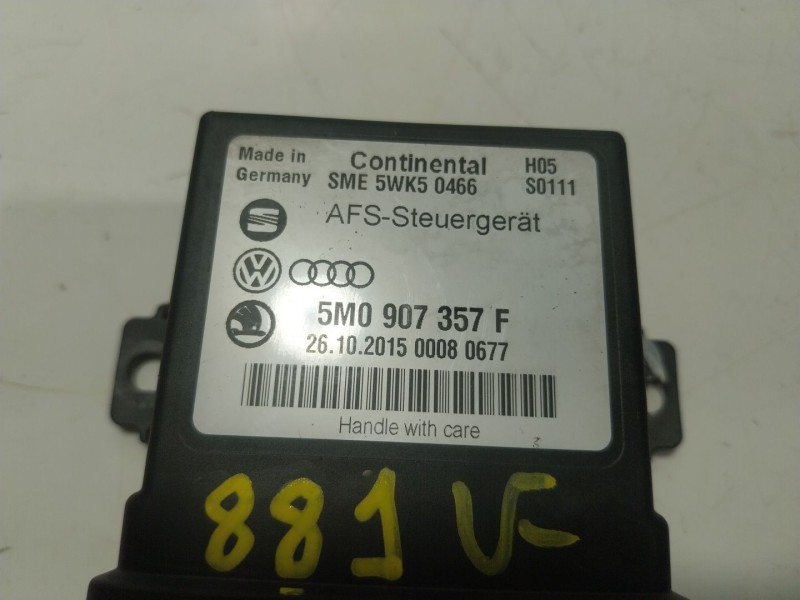 Made in Germany
Continental
SME 5WK5 0466
H05
S0111
AFS-Steuergerät
5M0 907 357 F
26.10.2015 0008 0677
Handle with care
2
881 V-